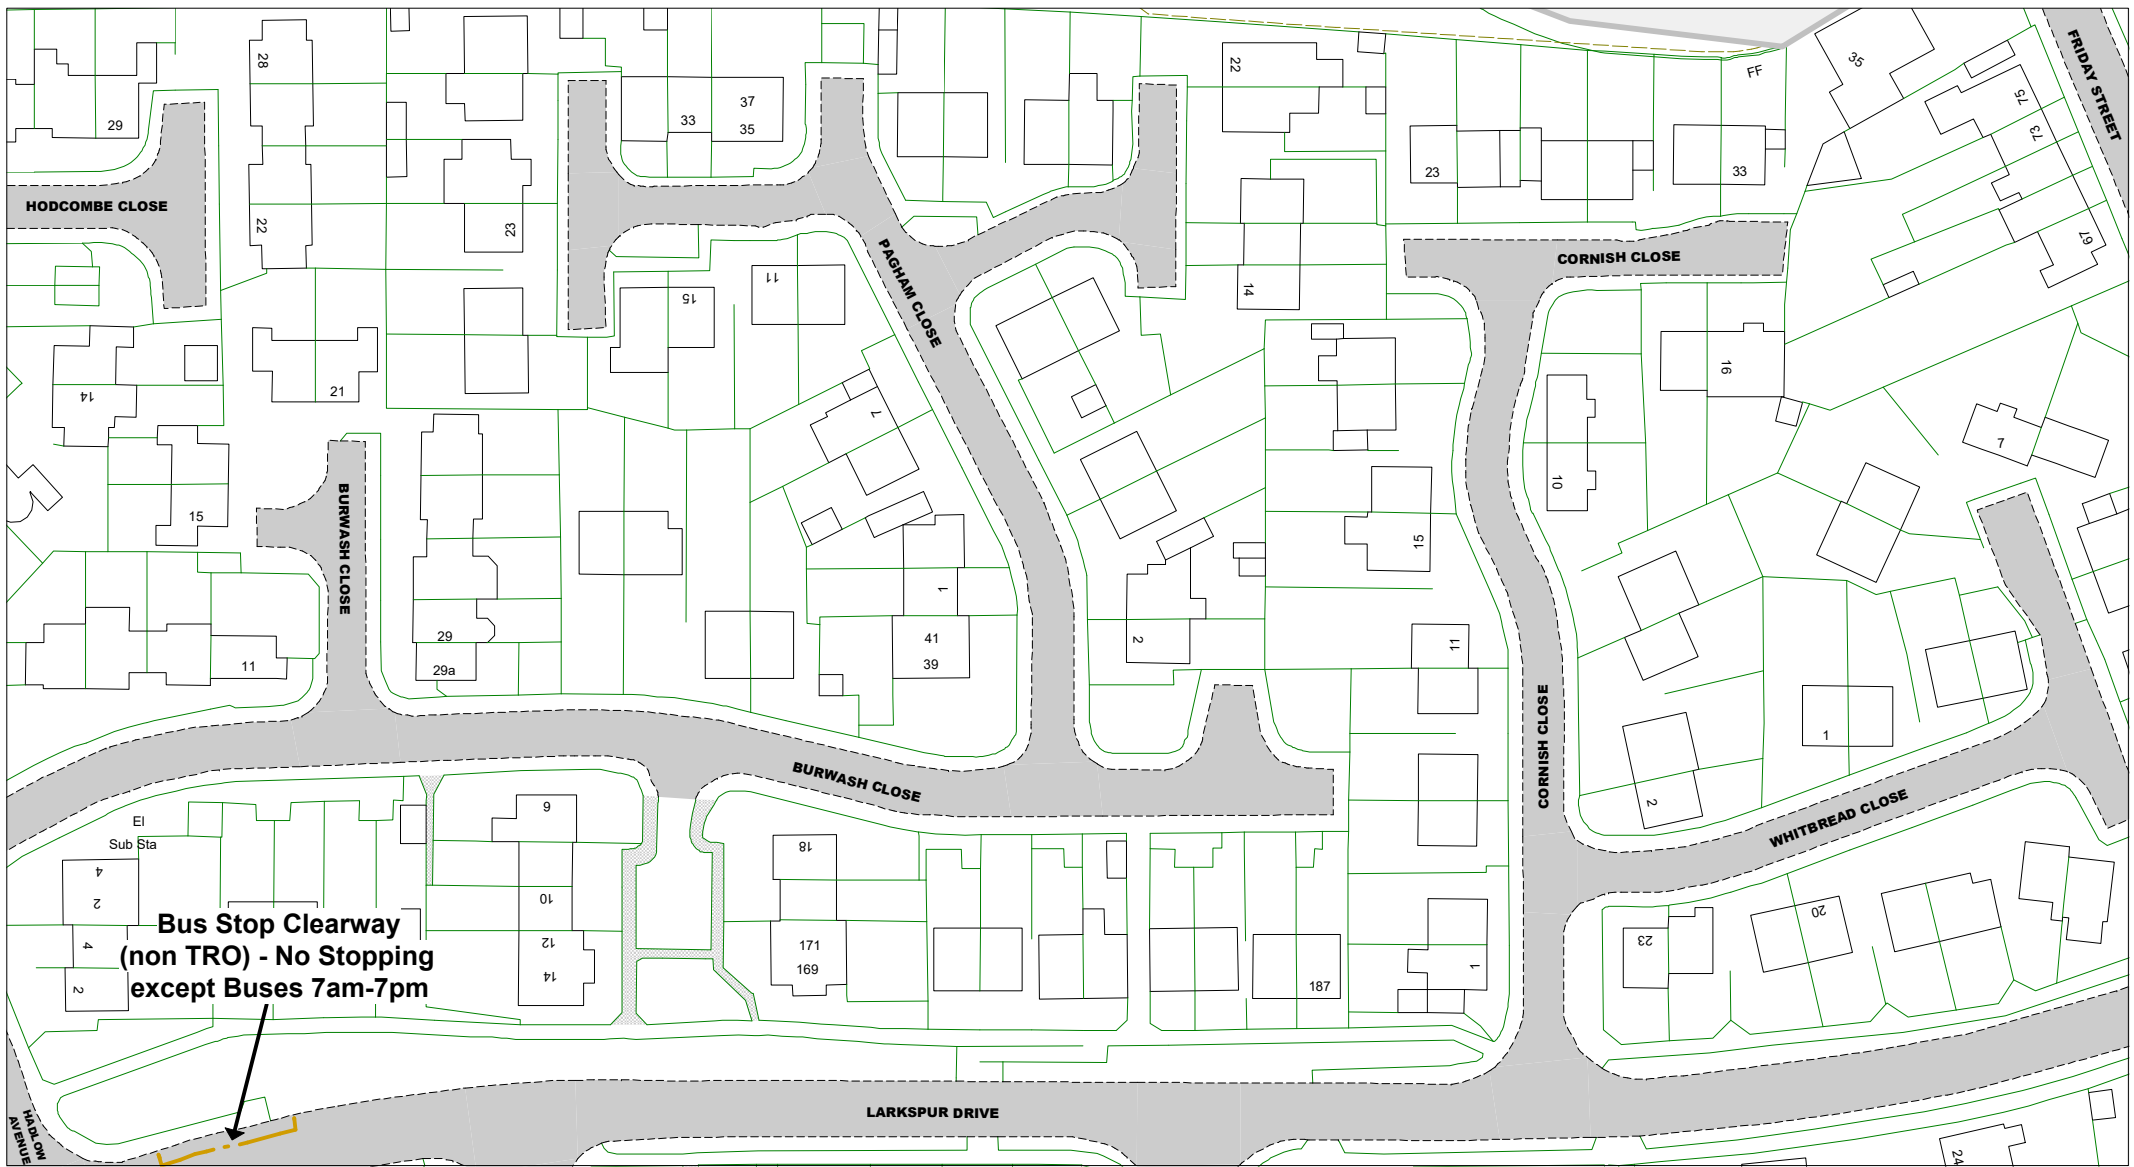 28
29
22
HODCOMBE CLOSE
23
33
37
35
22
23
33
FF
35
75
73
67
FRIDAY STREET
15
11
PAGHAM CLOSE
14
CORNISH CLOSE
14
21
15
BURWASH CLOSE
7
16
7
10
15
11
29
29a
1
41
39
2
11
CORNISH CLOSE
2
1
WHITBREAD CLOSE
BURWASH CLOSE
El
Sub Sta
4
2
4
2
9
10
12
14
18
171
169
187
1
23
20
Bus Stop Clearway
(non TRO) - No Stopping
except Buses 7am-7pm
HADLOW
AVENUE
LARKSPUR DRIVE
24